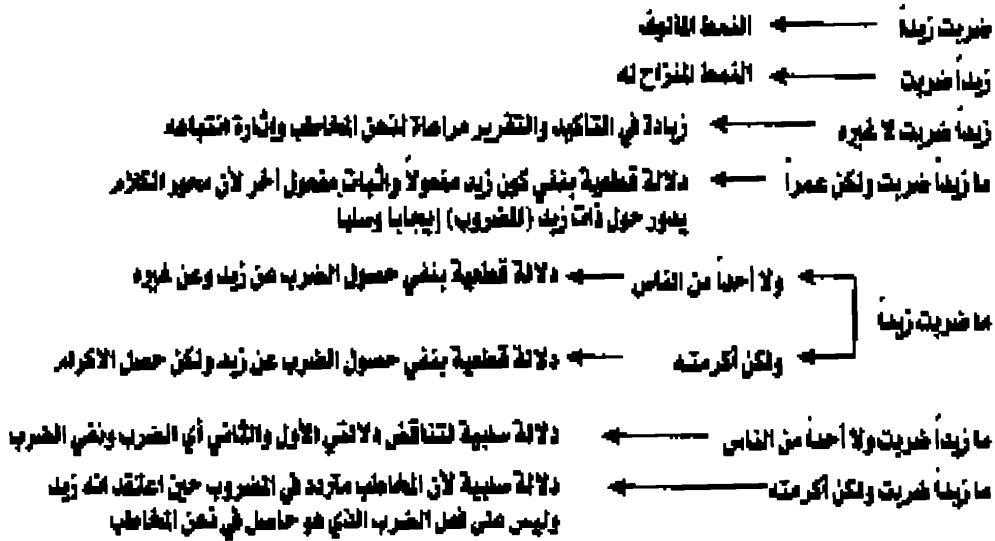 ضربت زيداً ← النمط المألوف
زيداً ضربت ← النمط المنزاح له
زيداً ضربت لا غيره ← زيادة في التأكيد والتقرير مراعاة لذهن المخاطب وإثارة انتباهه
ما زيداً ضربت ولكن عمراً ← دلالة قطعية بنفي كون زيد مفعولاً وإثبات مفعول آخر لأن محور الكلام
يدور حول ذات زيد (المضروب) إيجابا وسلبا
ما ضربت زيداً
ولا أحداً من الناس ← دلالة قطعية بنفي حصول الضرب عن زيد وعن غيره
ولكن أكرمته ← دلالة قطعية بنفي حصول الضرب عن زيد ولكن حصل الاكرام
ما زيداً ضربت ولا أحداً من الناس ← دلالة سلبية لتناقض دلالتي الأول والثاني أي الضرب ونفي الضرب
ما زيداً ضربت ولكن أكرمته ← دلالة سلبية لأن المخاطب متردد في المضروب حين اعتقد انه زيد
وليس على فعل الضرب الذي هو حاصل في ذهن المخاطب